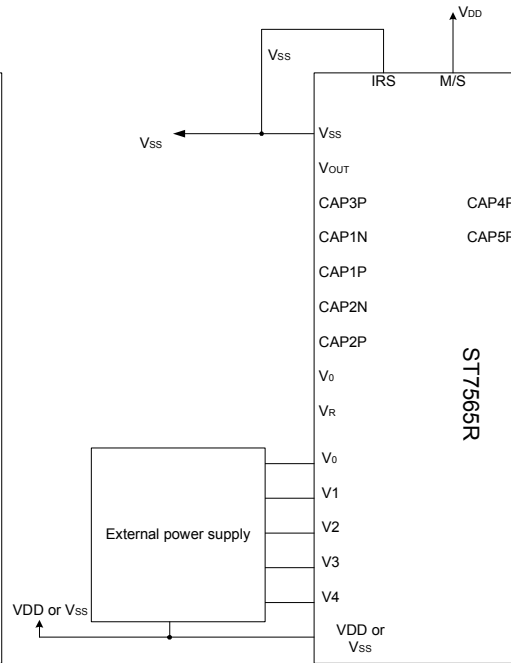 VDD
Vss
IRS M/S
Vss
Vss
VOUT
CAP3P CAP4P
CAP1N CAP5P
CAP1P
CAP2N
CAP2P
V0
VR
ST7565R
V0
V1
V2
External power supply
V3
V4
VDD or Vss
VDD or
Vss